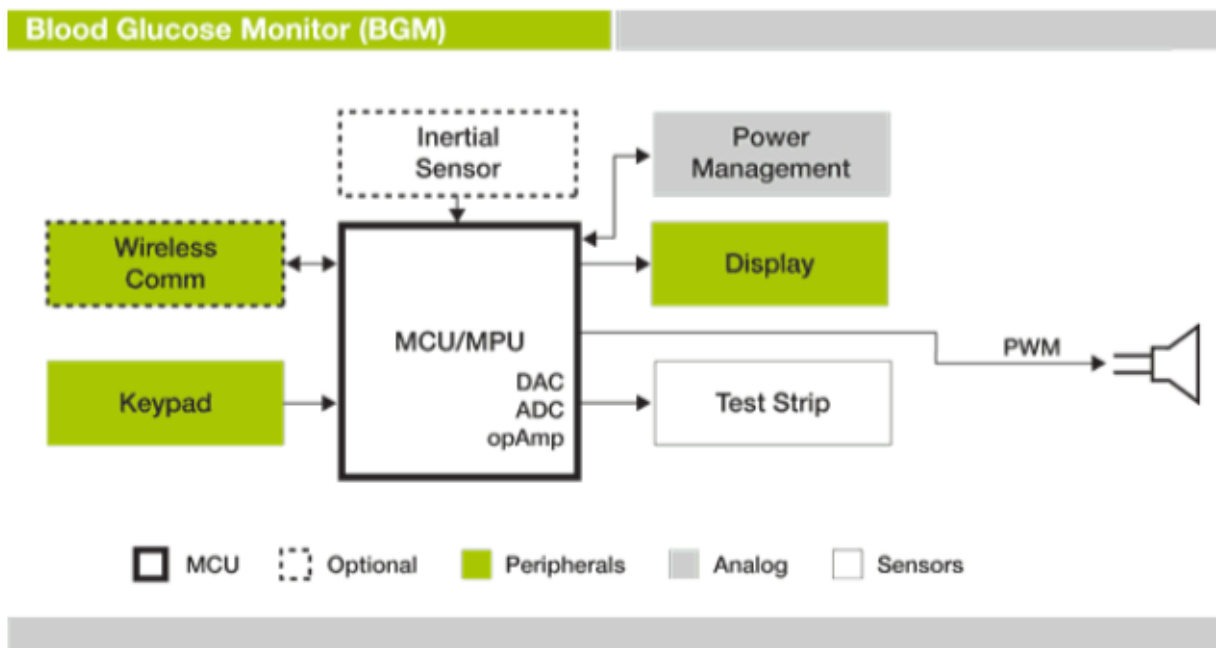 Blood Glucose Monitor (BGM)
Inertial
Sensor
Power
Management
Wireless
Comm
Display
MCU/MPU
PWM
DAC
ADC
opAmp
Keypad
Test Strip
MCU
Optional
Peripherals
Analog
Sensors